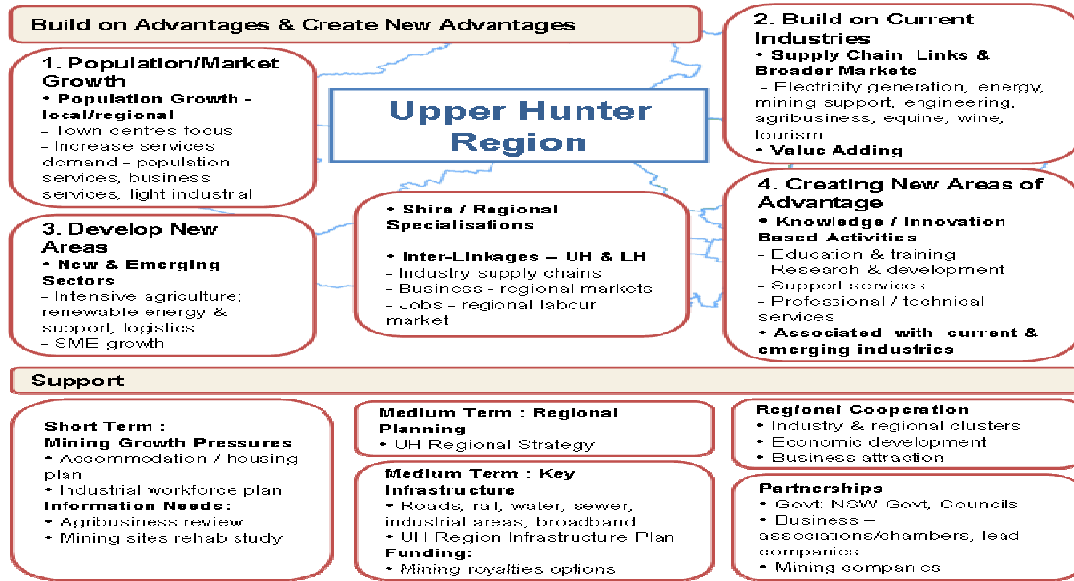 Build on Advantages & Create New Advantages
1. Population/Market
Growth
• Population Growth -
local/regional
- Town centres focus
- Increase services
demand - population
services, business
services, light industrial
Upper Hunter
Region
2. Build on Current
Industries
• Supply Chain Links &
Broader Markets
- Electricity generation, energy,
mining support, engineering,
agribusiness, equine, wine,
tourism
• Value Adding
3. Develop New
Areas
• New & Emerging
Sectors
- Intensive agriculture;
renewable energy &
support, logistics
- SME growth
• Shire / Regional
Specialisations
• Inter-Linkages – UH & LH
- Industry supply chains
- Business - regional markets
- Jobs - regional labour
market
4. Creating New Areas of
Advantage
• Knowledge / Innovation
Based Activities
- Education & training
Research & development
- Support services
- Professional / technical
services
• Associated with current &
emerging industries
Support
Short Term :
Mining Growth Pressures
• Accommodation / housing
plan
• Industrial workforce plan
Information Needs:
• Agribusiness review
• Mining sites rehab study
Medium Term : Regional
Planning
• UH Regional Strategy
Medium Term : Key
Infrastructure
• Roads, rail, water, sewer,
industrial areas, broadband
• UH Region Infrastructure Plan
Funding:
• Mining royalties options
Regional Cooperation
• Industry & regional clusters
• Economic development
• Business attraction
Partnerships
• Govt: NSW Govt, Councils
• Business –
associations/chambers, lead
companies
• Mining companies